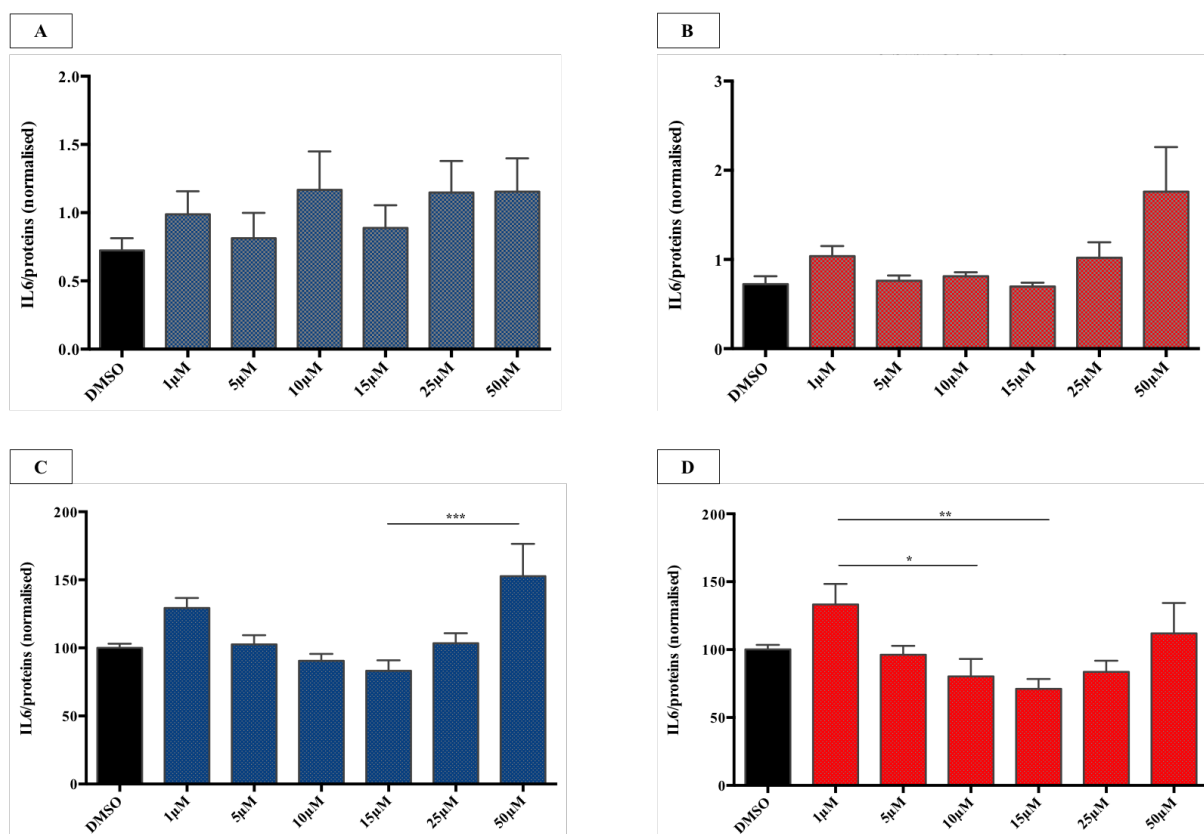 A
IL6/proteins (normalised)
2.0
1.5
1.0
0.5
0.0
DMSO
1µM
5µM
10µM
15µM
25µM
50µM
B
IL6/proteins (normalised)
3
2
1
0
DMSO
1µM
5µM
10µM
15µM
25µM
50µM
C
IL6/proteins (normalised)
200
150
100
50
0
***
DMSO
1µM
5µM
10µM
15µM
25µM
50µM
D
IL6/proteins (normalised)
200
150
100
50
0
**
*
DMSO
1µM
5µM
10µM
15µM
25µM
50µM